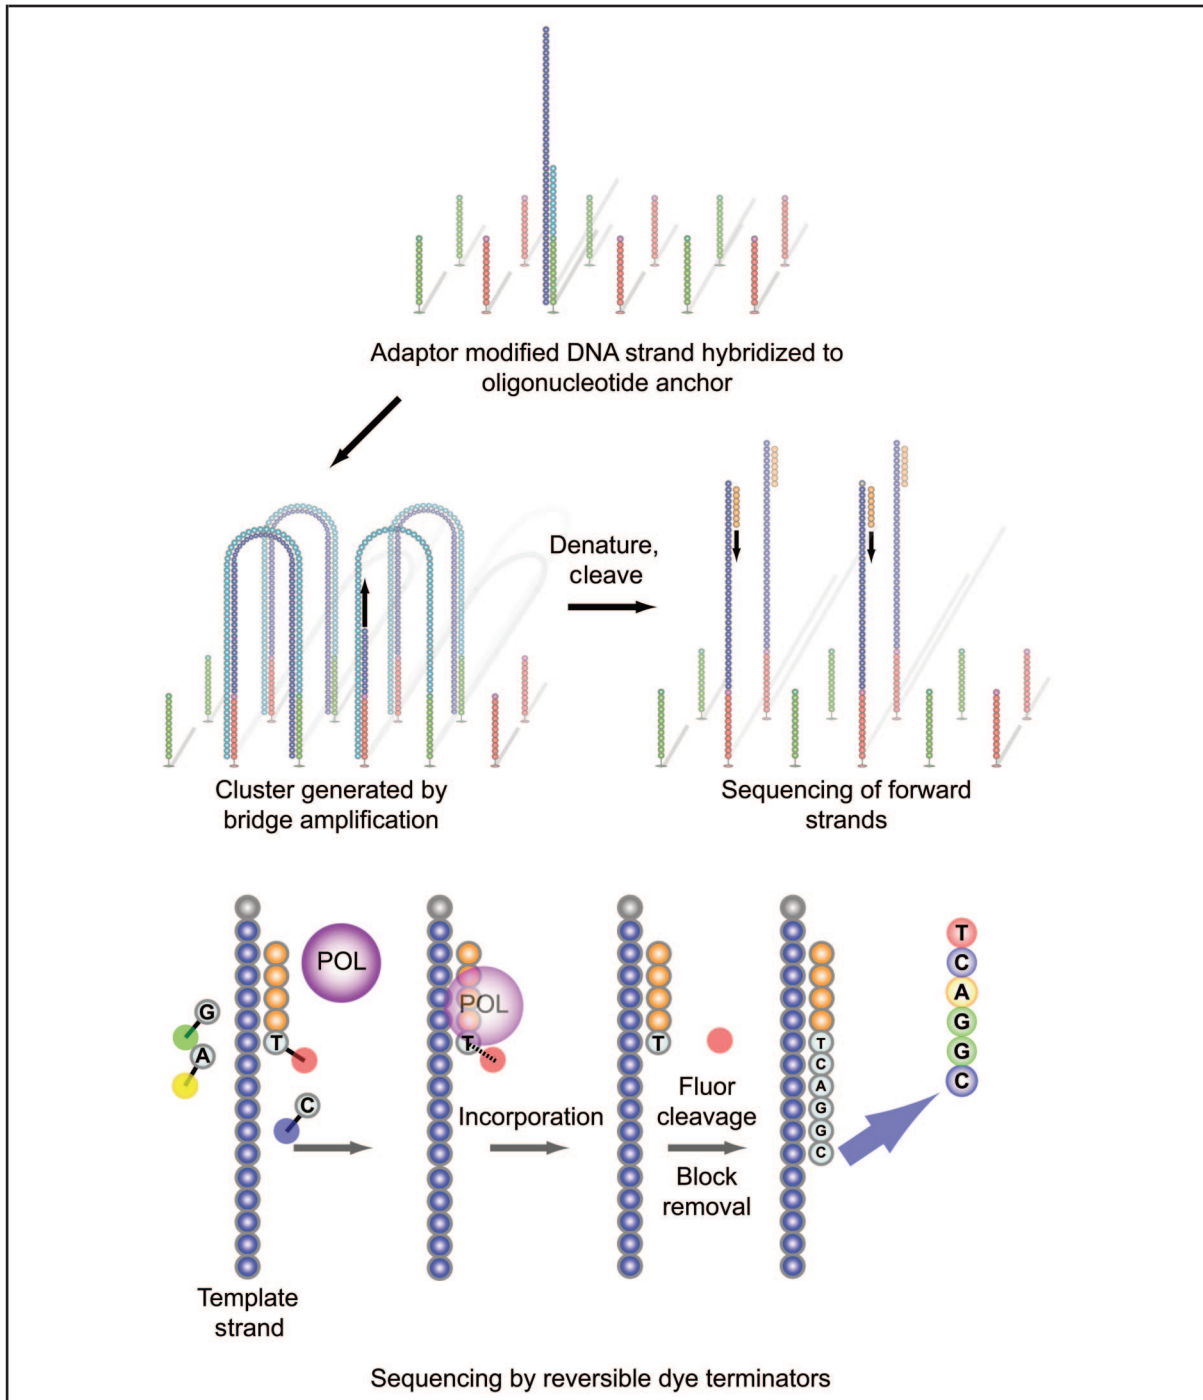 Adaptor modified DNA strand hybridized to
oligonucleotide anchor
Denature,
cleave
Cluster generated by
bridge amplification
Sequencing of forward
strands
POL
G
A
T
C
Template
strand
POL
T
Incorporation
T
Fluor
cleavage
Block
removal
T
C
A
G
G
C
T
C
A
G
G
C
Sequencing by reversible dye terminators